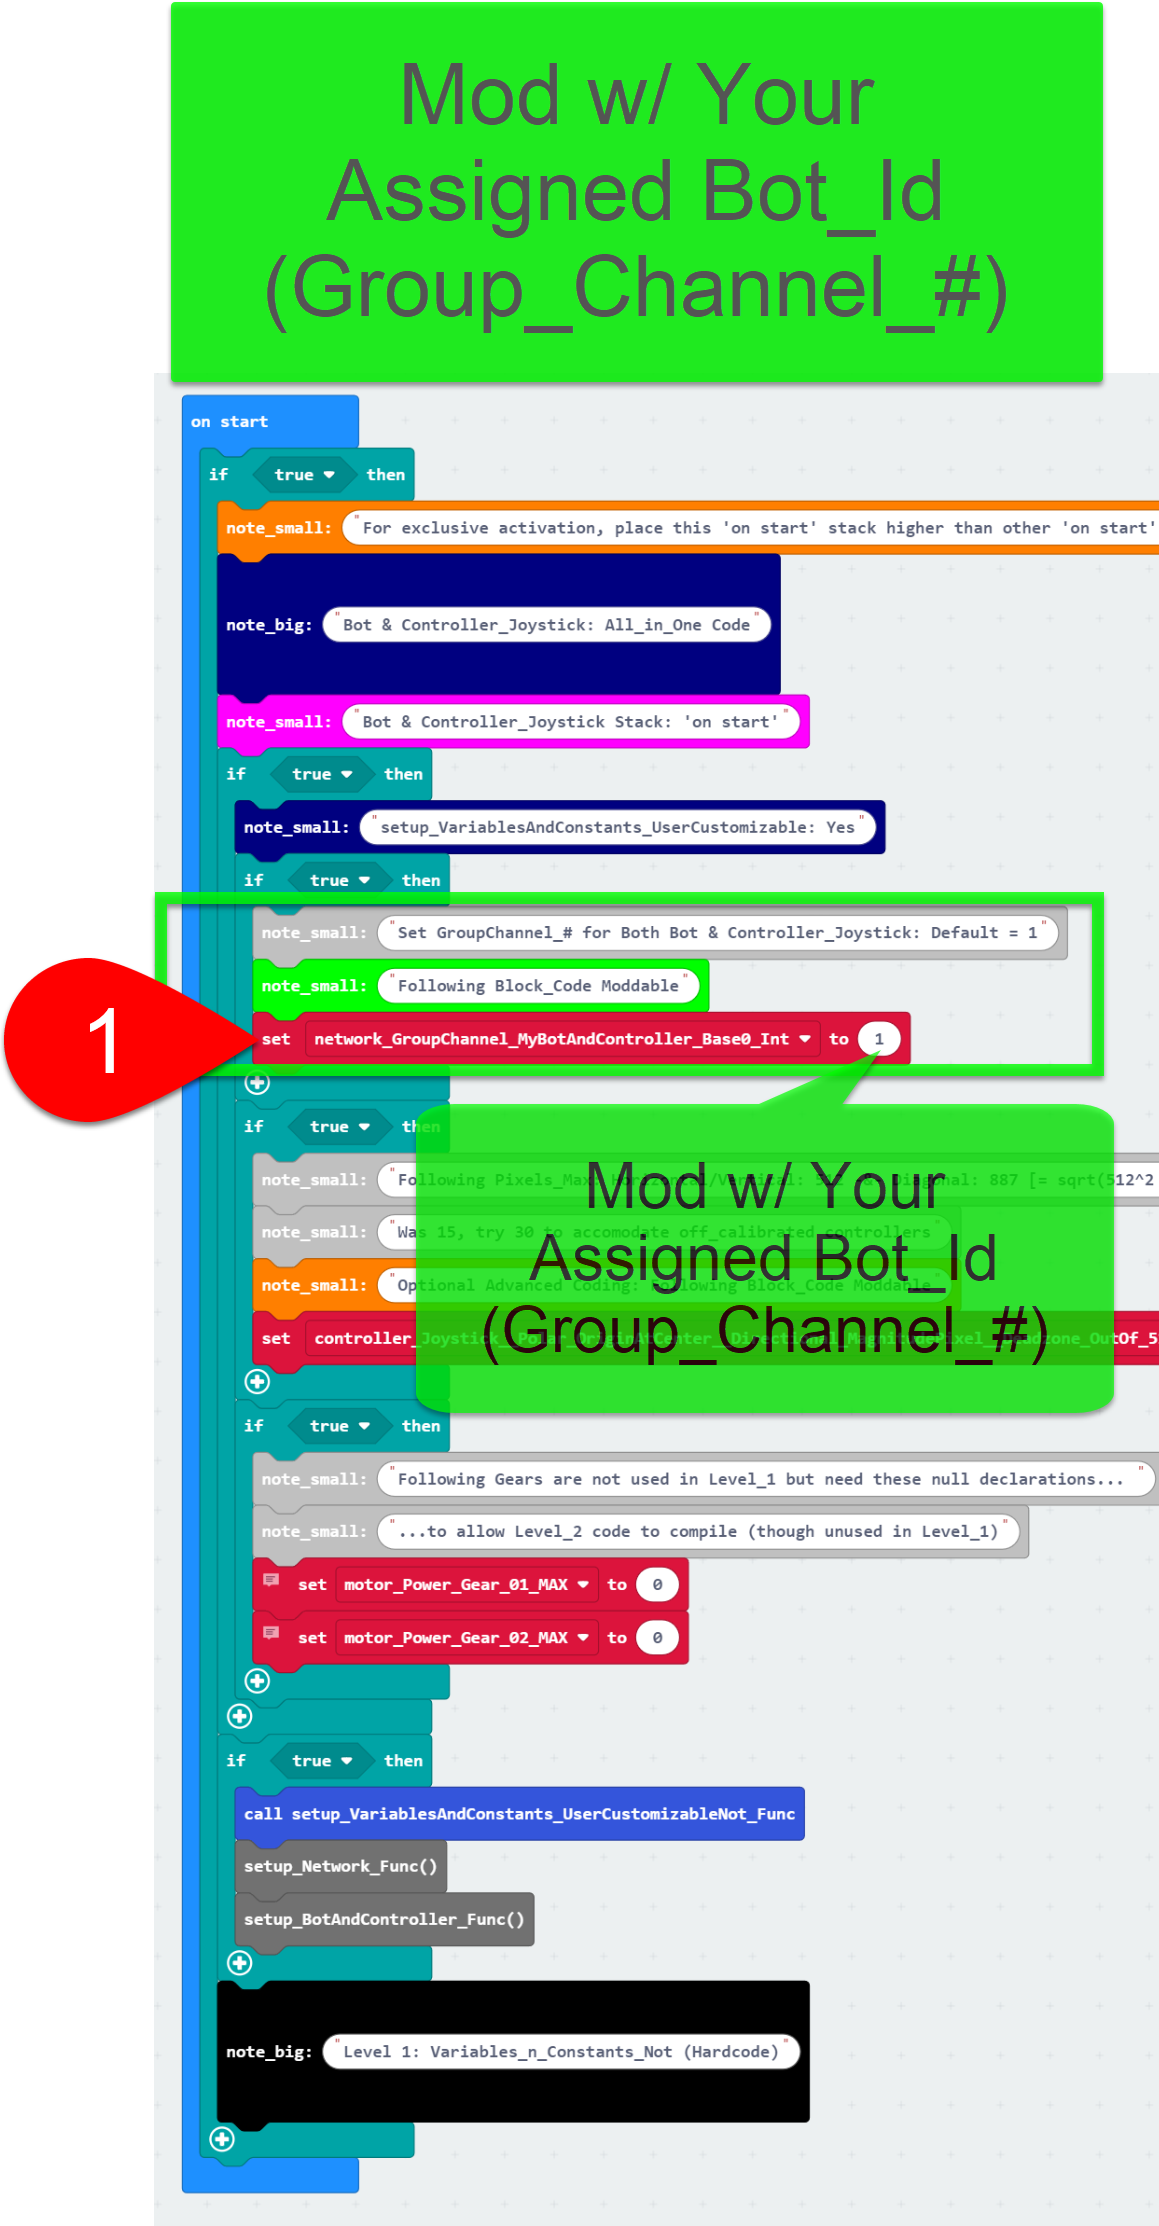 Mod w/ Your
Assigned Bot_Id
(Group_Channel_#)
on start
if true then
note_small: "For exclusive activation, place this 'on start' stack higher than other 'on start'
note_big: "Bot & Controller_Joystick: All_in_One Code"
note_small: "Bot & Controller_Joystick Stack: 'on start'"
if true then
note_small: "setup_VariablesAndConstants_UserCustomizable: Yes"
if true then
note_small: "Set GroupChannel_# for Both Bot & Controller_Joystick: Default = 1"
note_small: "Following Block_Code Moddable"
1
set network_GroupChannel_MyBotAndController_Base0_Int to 1
if true then
Mod w/ Your
Assigned Bot_Id
(Group_Channel_#)
note_small: "Following Pixels_Max: Horizontal/Vertical: 512 Diagonal: 887 [= sqrt(512^2
note_small: "Was 15, try 30 to accomodate off_calibrated controllers"
note_small: "Optional Advanced Coding: Following Block_Code Moddable"
set controller_Joystick__Polar_OriginAtCenter__Directional_MagnitudePixel__Deadzone_OutOf_5
if true then
note_small: "Following Gears are not used in Level_1 but need these null declarations... "
note_small: "...to allow Level_2 code to compile (though unused in Level_1)"
set motor_Power_Gear_01_MAX to 0
set motor_Power_Gear_02_MAX to 0
if true then
call setup_VariablesAndConstants_UserCustomizableNot_Func
setup_Network_Func()
setup_BotAndController_Func()
note_big: "Level 1: Variables_n_Constants_Not (Hardcode)"